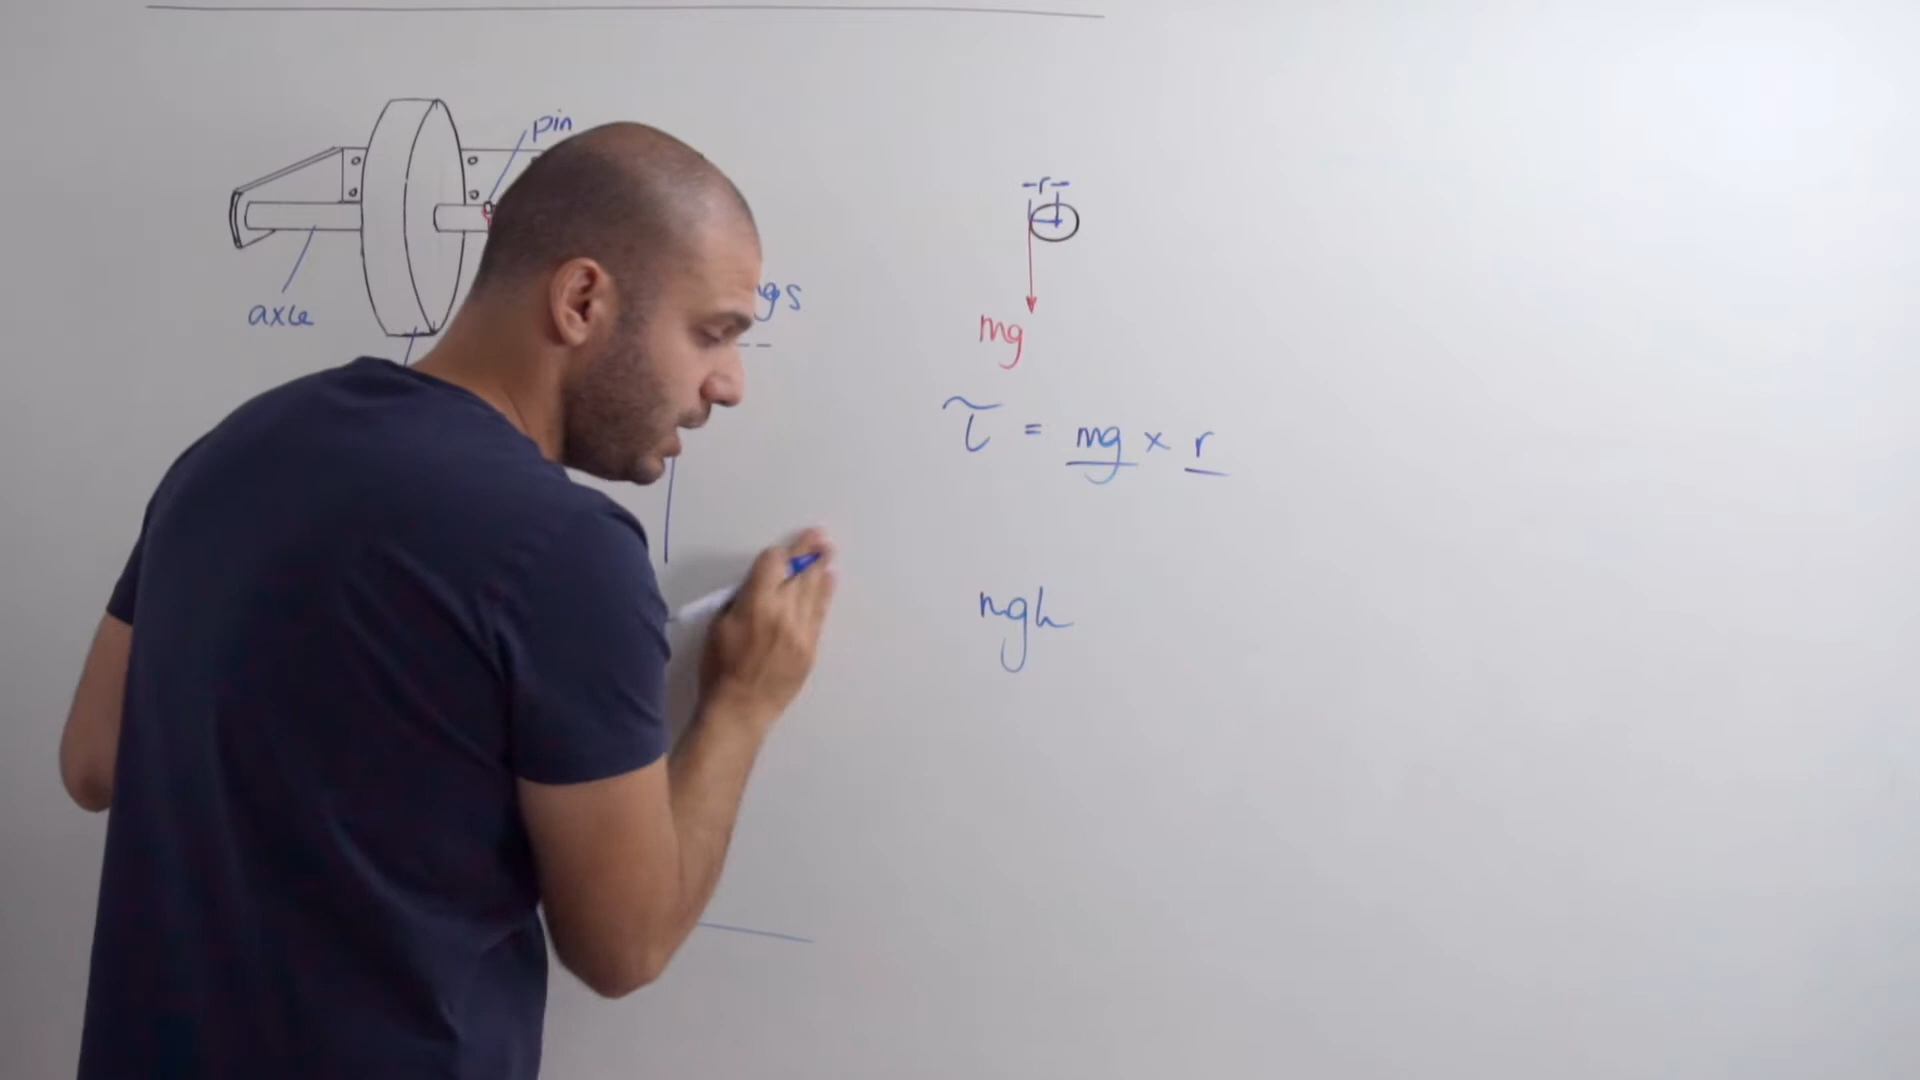 pin
axle
-r-
mg
τ = mg × r
mgh